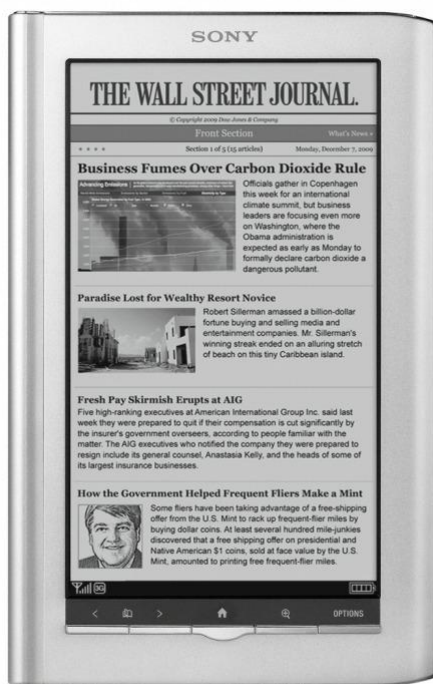 SONY
THE WALL STREET JOURNAL.
© Copyright 2009 Dow Jones & Company
Front Section
What's News »
Section 1 of 5 (15 articles)
Monday, December 7, 2009
Business Fumes Over Carbon Dioxide Rule
Advancing Emissions
Officials gather in Copenhagen
this week for an international
climate summit, but business
leaders are focusing even more
on Washington, where the
Obama administration is
expected as early as Monday to
formally declare carbon dioxide a
dangerous pollutant.
Paradise Lost for Wealthy Resort Novice
Robert Sillerman amassed a billion-dollar
fortune buying and selling media and
entertainment companies. Mr. Sillerman's
winning streak ended on an alluring stretch
of beach on this tiny Caribbean island.
Fresh Pay Skirmish Erupts at AIG
Five high-ranking executives at American International Group Inc. said last
week they were prepared to quit if their compensation is cut significantly by
the insurer's government overseers, according to people familiar with the
matter. The AIG executives who notified the company they were prepared to
resign include its general counsel, Anastasia Kelly, and the heads of some of
its largest insurance businesses.
How the Government Helped Frequent Fliers Make a Mint
Some fliers have been taking advantage of a free-shipping
offer from the U.S. Mint to rack up frequent-flier miles by
buying dollar coins. At least several hundred mile-junkies
discovered that a free shipping offer on presidential and
Native American $1 coins, sold at face value by the U.S.
Mint, amounted to printing free frequent-flier miles.
3G
OPTIONS